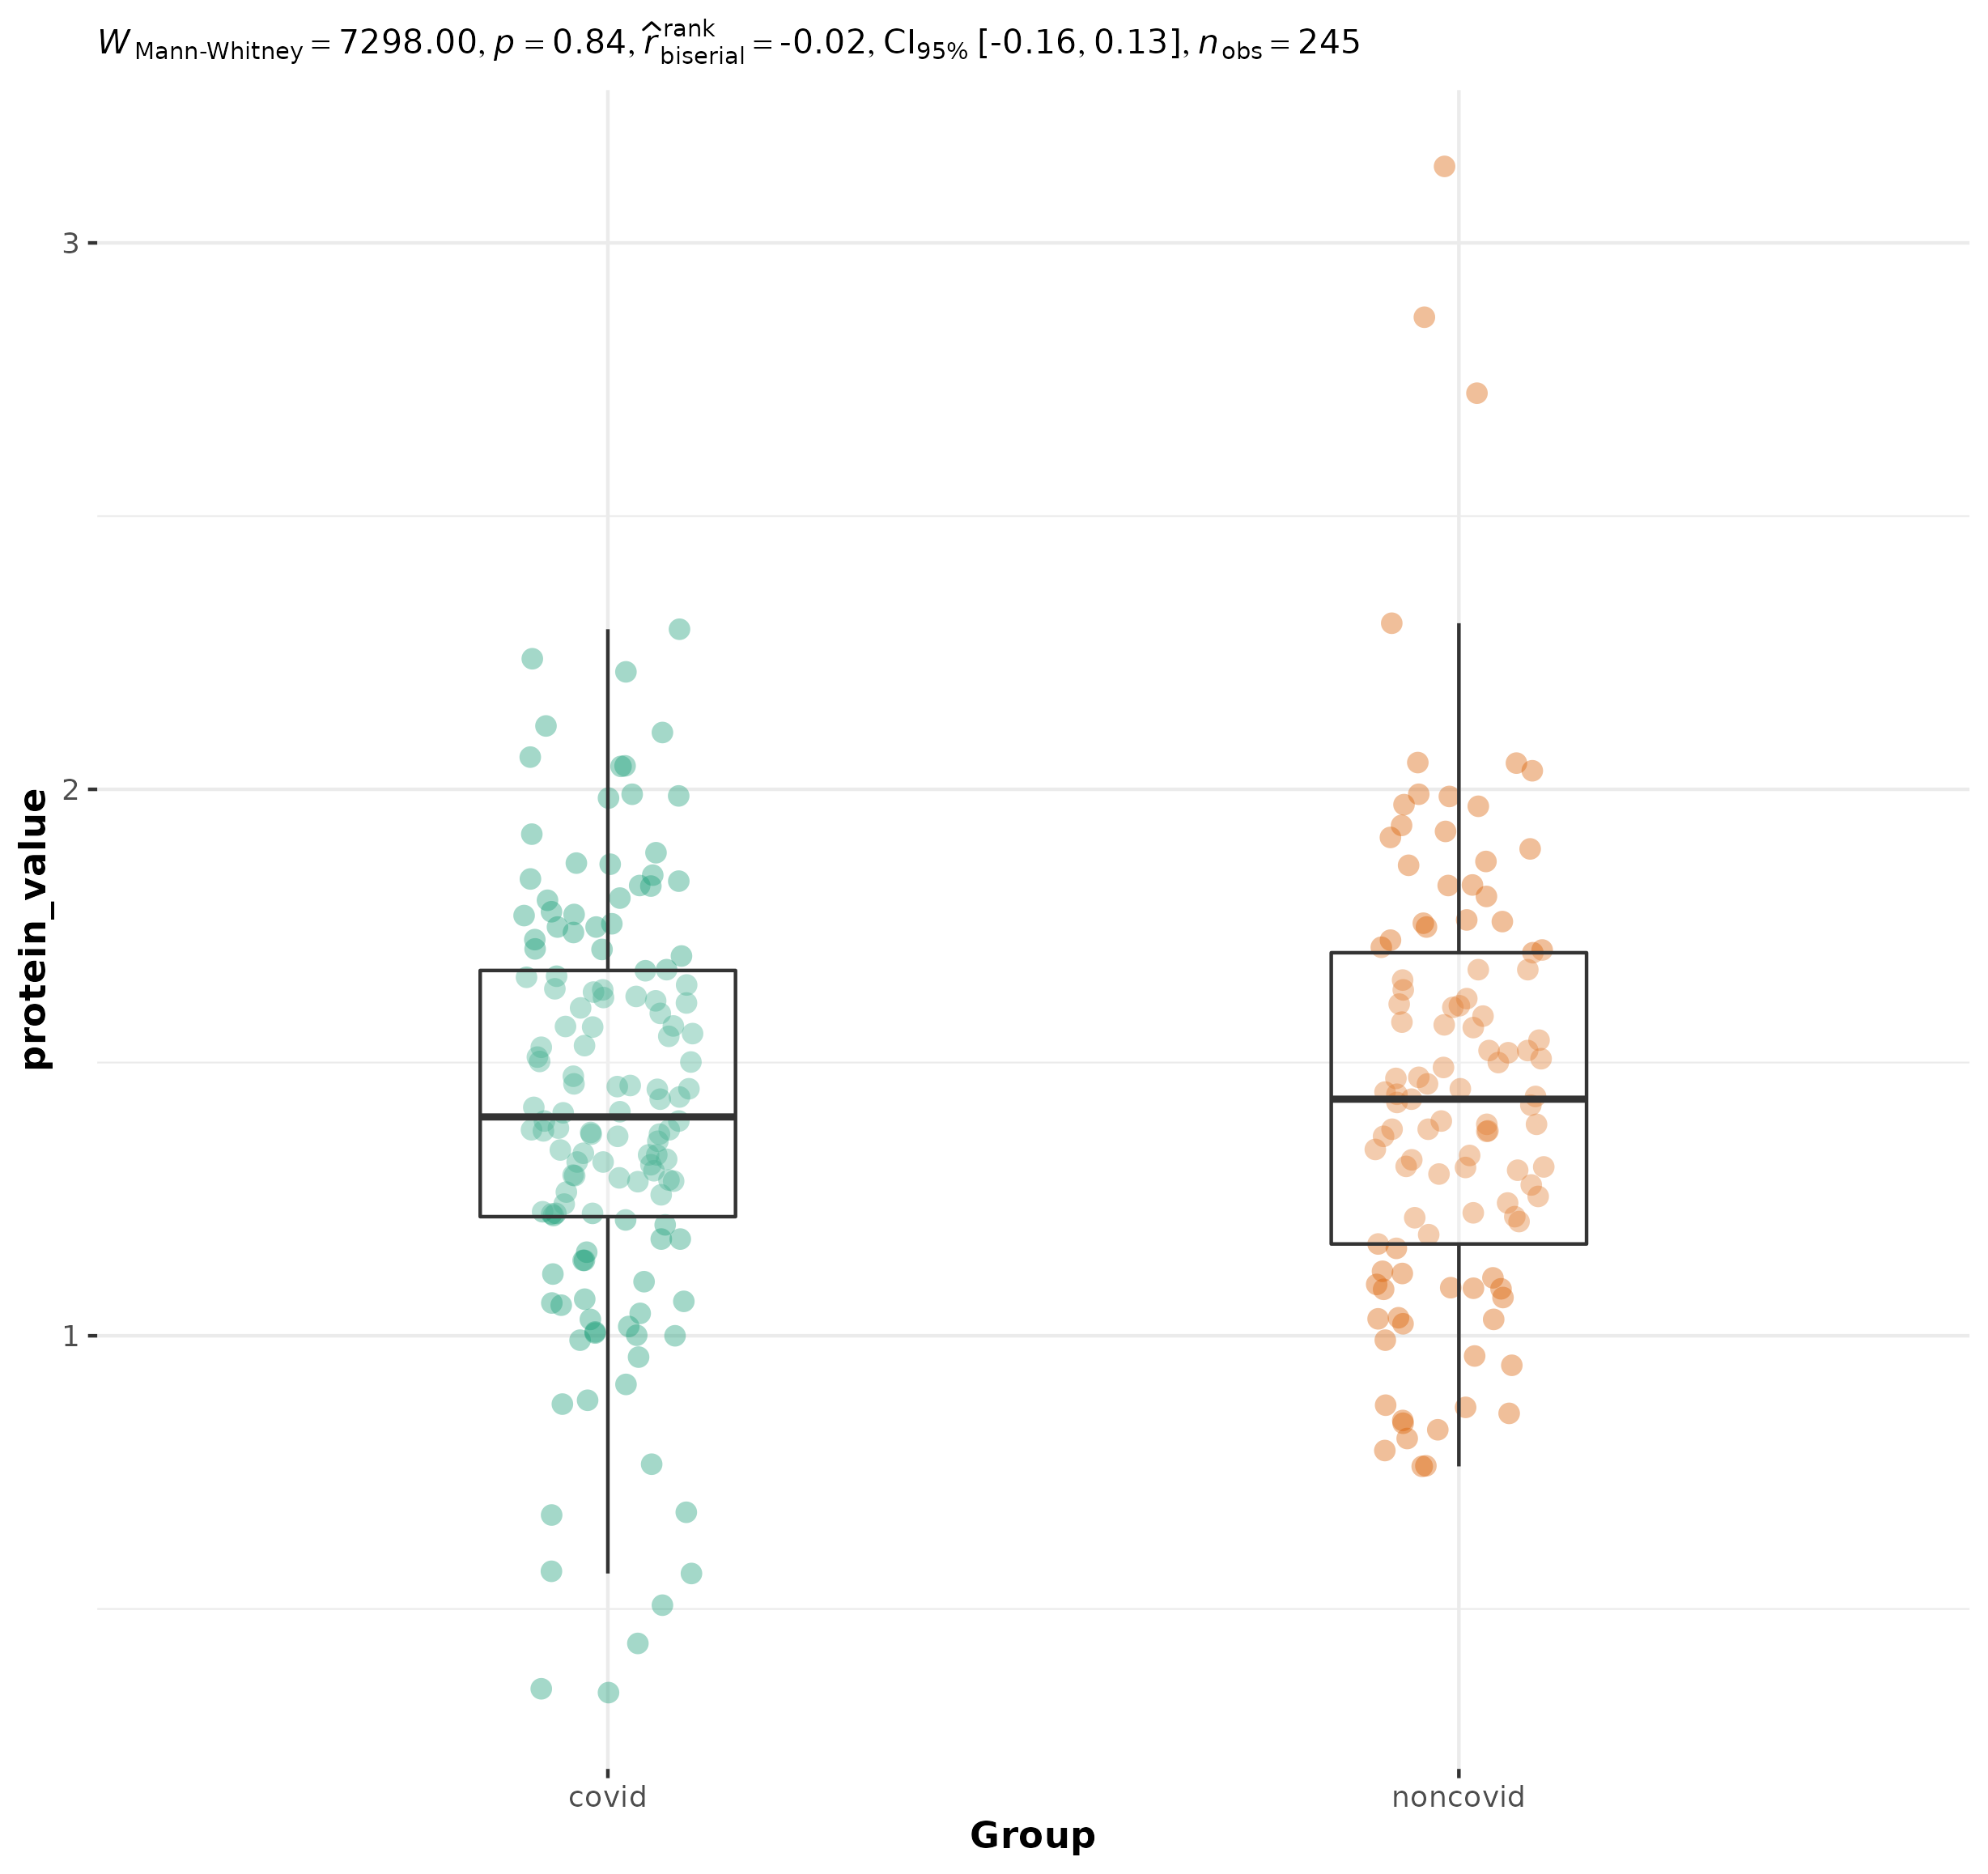 W Mann-Whitney = 7298.00, p = 0.84, r̂ rank biserial = -0.02, CI95% [-0.16, 0.13], nobs = 245
3
2
1
protein_value
covid noncovid
Group